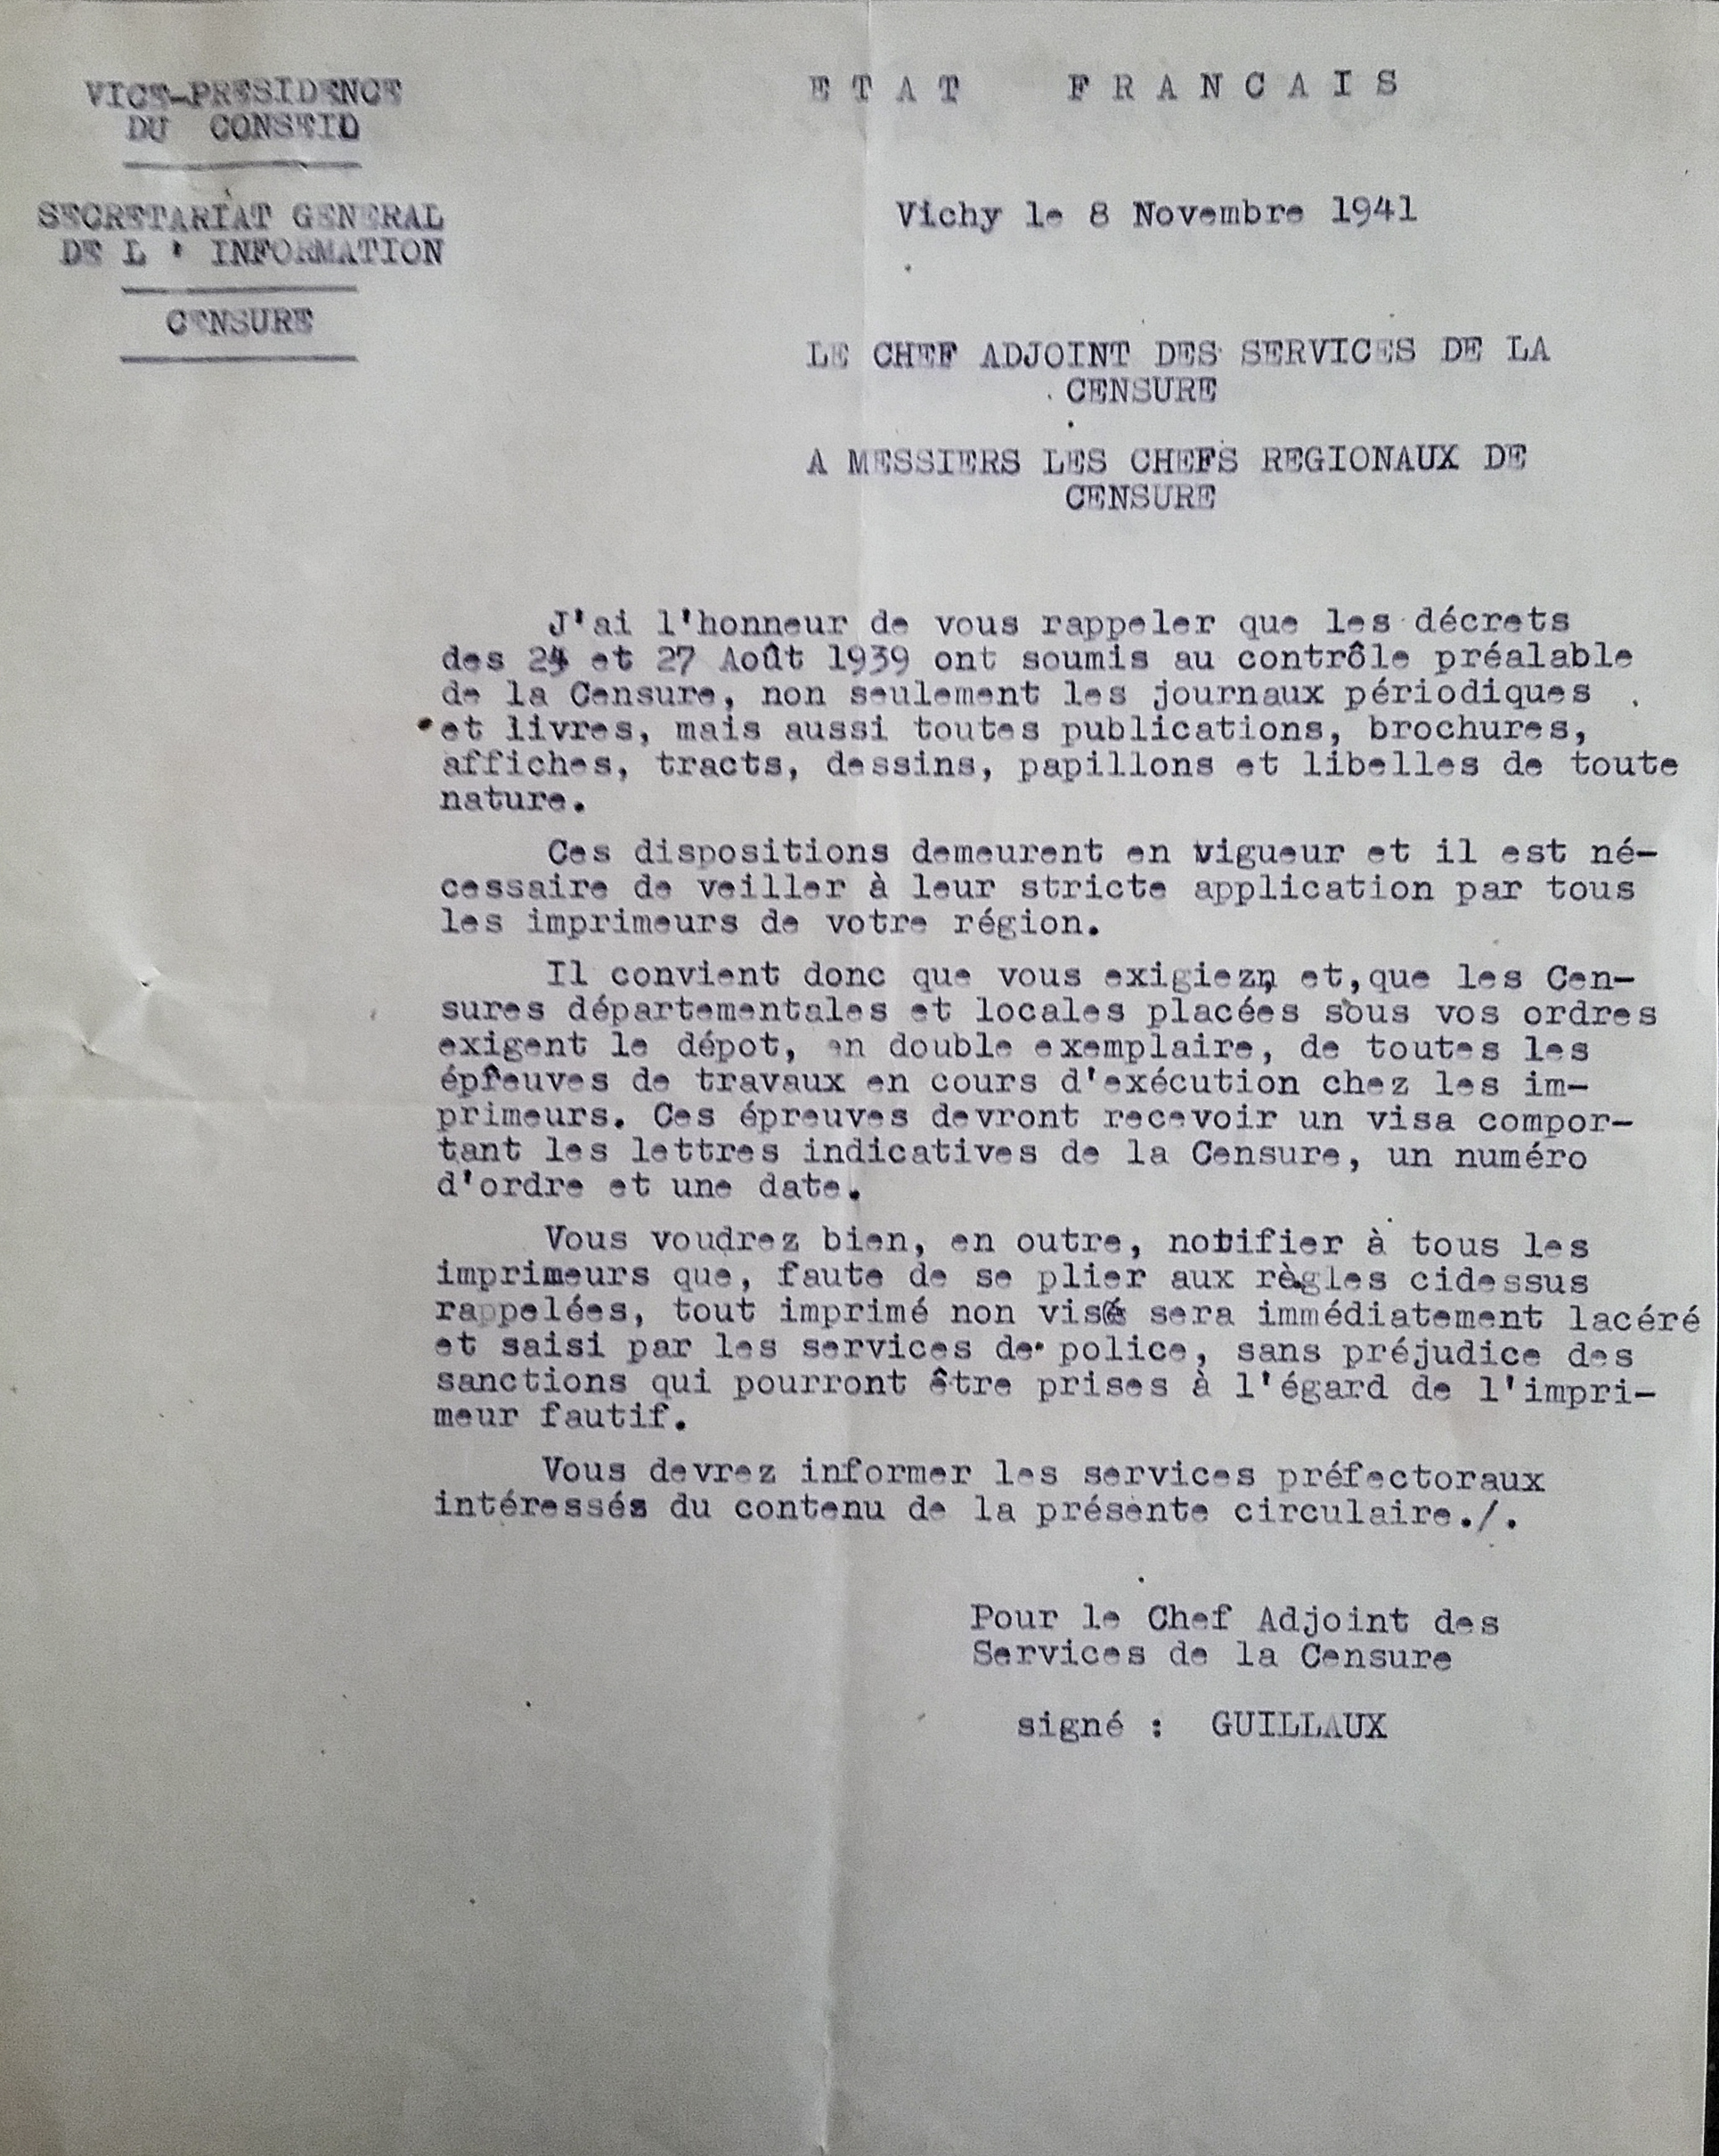 VICE-PRESIDENCE
DU CONSEIL
SECRETARIAT GENERAL
DE L ' INFORMATION
CENSURE
ETAT FRANCAIS
Vichy le 8 Novembre 1941
LE CHEF ADJOINT DES SERVICES DE LA
CENSURE
A MESSIERS LES CHEFS REGIONAUX DE
CENSURE
J'ai l'honneur de vous rappeler que les décrets
des 24 et 27 Août 1939 ont soumis au contrôle préalable
de la Censure, non seulement les journaux périodiques
et livres, mais aussi toutes publications, brochures,
affiches, tracts, dessins, papillons et libelles de toute
nature.
Ces dispositions demeurent en vigueur et il est né-
cessaire de veiller à leur stricte application par tous
les imprimeurs de votre région.
Il convient donc que vous exigiez, et,que les Cen-
sures départementales et locales placées sous vos ordres
exigent le dépot, en double exemplaire, de toutes les
épreuves de travaux en cours d'exécution chez les im-
primeurs. Ces épreuves devront recevoir un visa compor-
tant les lettres indicatives de la Censure, un numéro
d'ordre et une date.
Vous voudrez bien, en outre, notifier à tous les
imprimeurs que, faute de se plier aux règles cidessus
rappelées, tout imprimé non visé sera immédiatement lacéré
et saisi par les services de police, sans préjudice des
sanctions qui pourront être prises à l'égard de l'impri-
meur fautif.
Vous devrez informer les services préfectoraux
intéressés du contenu de la présente circulaire./.
Pour le Chef Adjoint des
Services de la Censure
signé : GUILLAUX